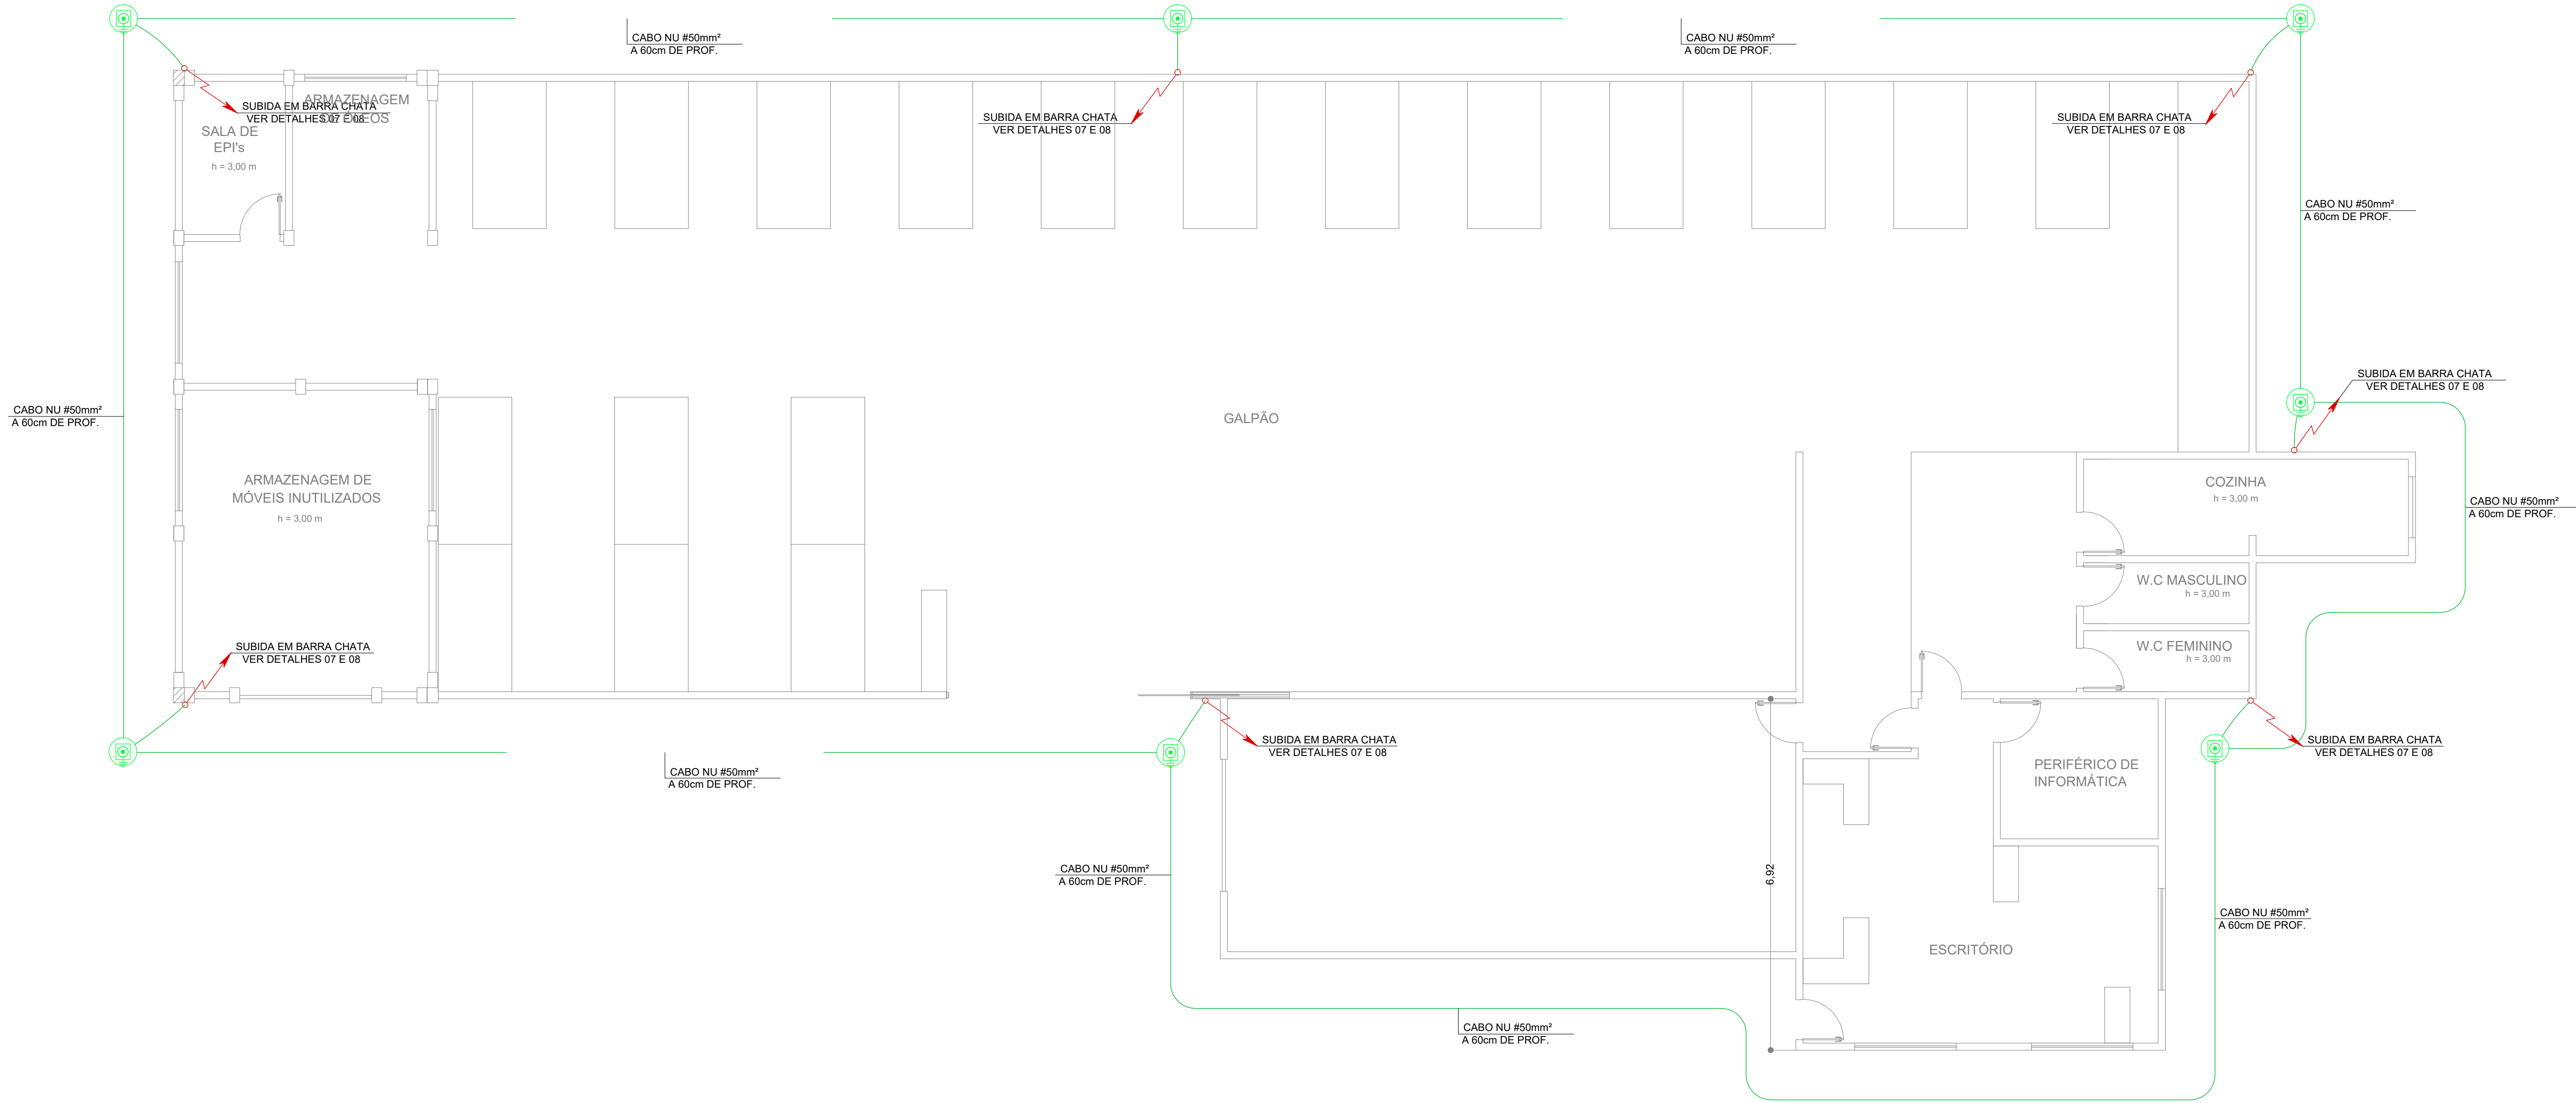 CABO NU #50mm²
A 60cm DE PROF.
CABO NU #50mm²
A 60cm DE PROF.
SUBIDA EM BARRA CHATA
VER DETALHES 07 E 08
ARMAZENAGEM
DE ÓLEOS
SALA DE
EPI's
h = 3,00 m
SUBIDA EM BARRA CHATA
VER DETALHES 07 E 08
SUBIDA EM BARRA CHATA
VER DETALHES 07 E 08
CABO NU #50mm²
A 60cm DE PROF.
SUBIDA EM BARRA CHATA
VER DETALHES 07 E 08
CABO NU #50mm²
A 60cm DE PROF.
GALPÃO
ARMAZENAGEM DE
MÓVEIS INUTILIZADOS
h = 3,00 m
COZINHA
h = 3,00 m
CABO NU #50mm²
A 60cm DE PROF.
W.C MASCULINO
h = 3,00 m
W.C FEMININO
h = 3,00 m
SUBIDA EM BARRA CHATA
VER DETALHES 07 E 08
SUBIDA EM BARRA CHATA
VER DETALHES 07 E 08
SUBIDA EM BARRA CHATA
VER DETALHES 07 E 08
CABO NU #50mm²
A 60cm DE PROF.
PERIFÉRICO DE
INFORMÁTICA
CABO NU #50mm²
A 60cm DE PROF.
6,92
CABO NU #50mm²
A 60cm DE PROF.
ESCRITÓRIO
CABO NU #50mm²
A 60cm DE PROF.